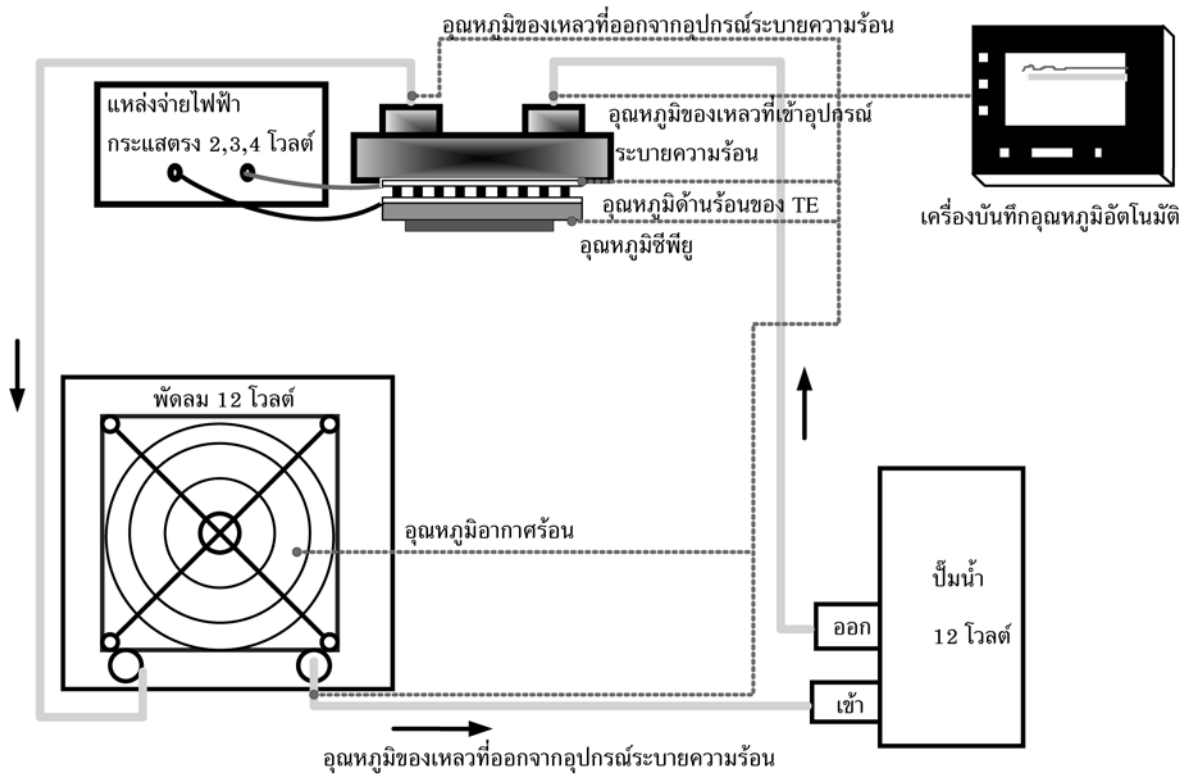 อุณหภูมิของเหลวที่ออกจากอุปกรณ์ระบายความร้อน
แหล่งจ่ายไฟฟ้า
กระแสตรง 2,3,4 โวลต์
อุณหภูมิของเหลวที่เข้าอุปกรณ์
ระบายความร้อน
อุณหภูมิด้านร้อนของ TE
อุณหภูมิซีพียู
เครื่องบันทึกอุณหภูมิอัตโนมัติ
พัดลม 12 โวลต์
อุณหภูมิอากาศร้อน
ปั๊มน้ำ
12 โวลต์
ออก
เข้า
อุณหภูมิของเหลวที่ออกจากอุปกรณ์ระบายความร้อน